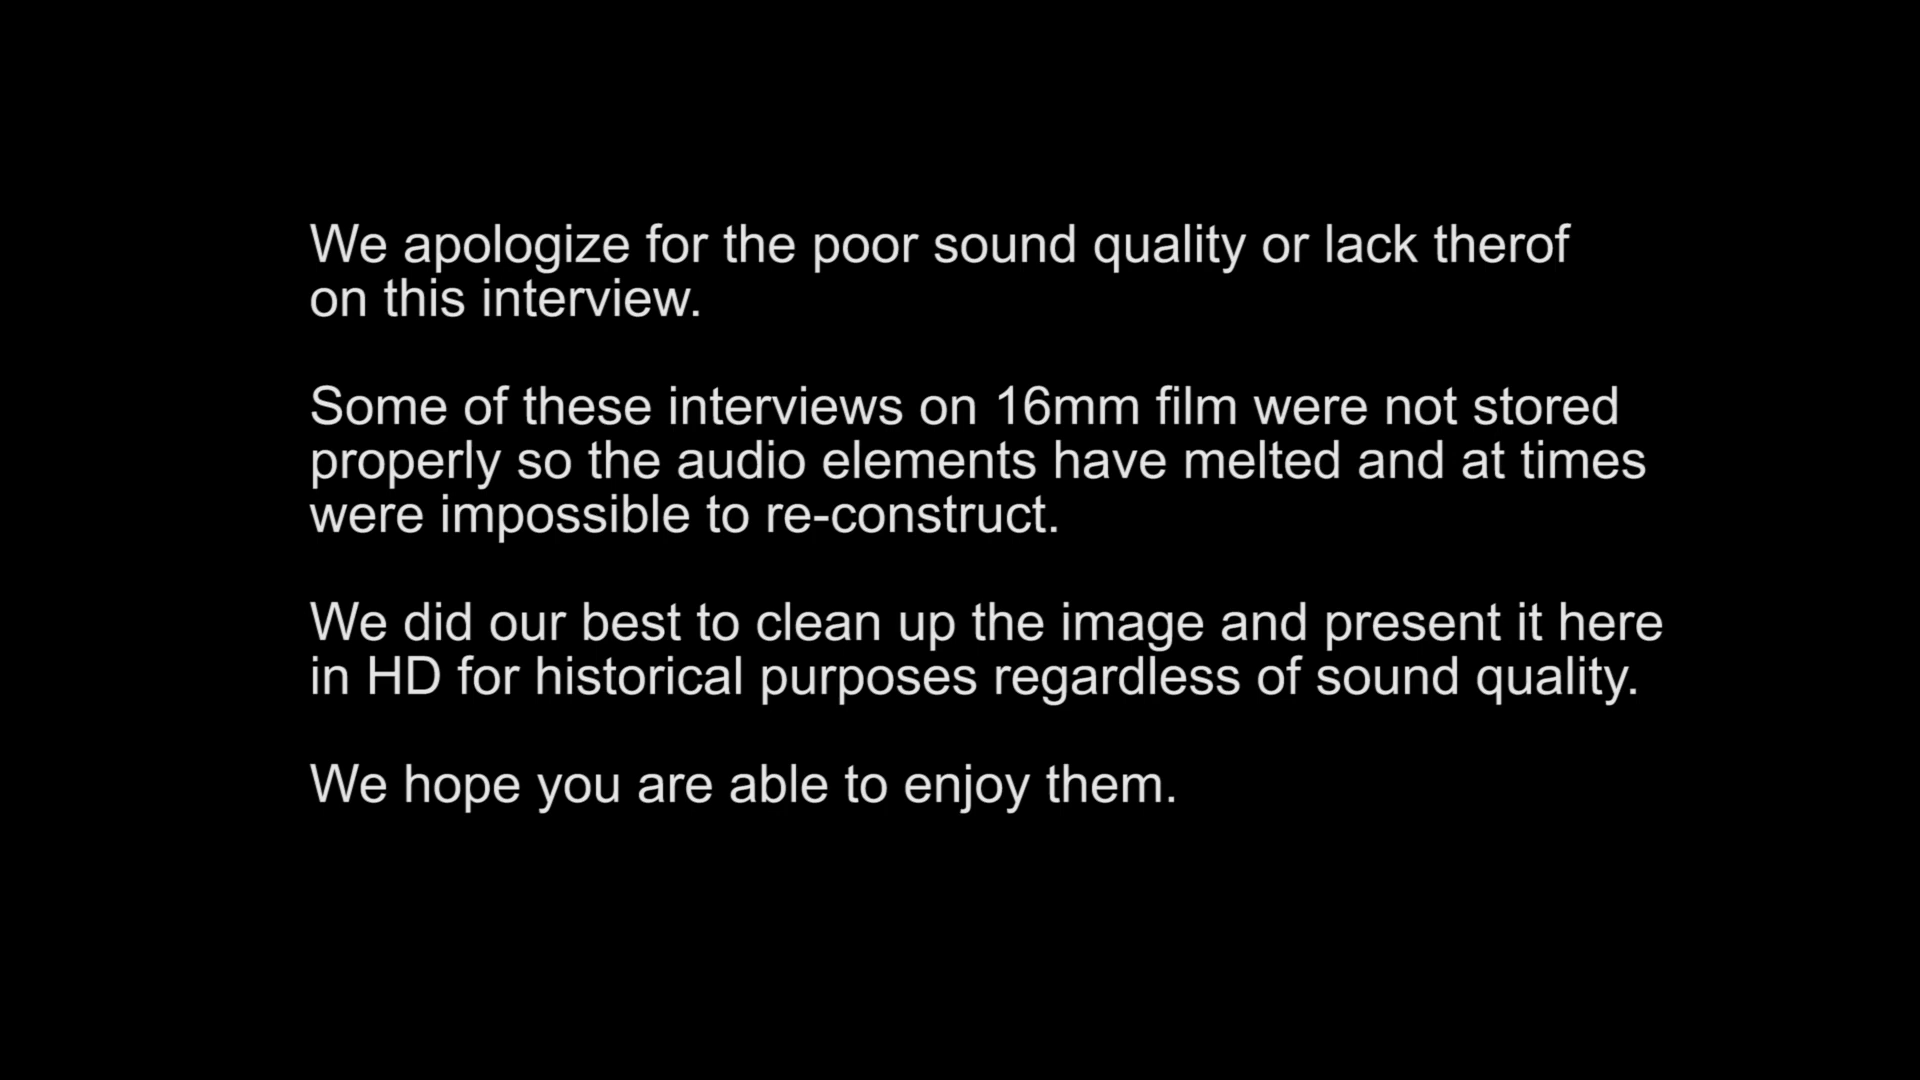 We apologize for the poor sound quality or lack therof
on this interview.
Some of these interviews on 16mm film were not stored
properly so the audio elements have melted and at times
were impossible to re-construct.
We did our best to clean up the image and present it here
in HD for historical purposes regardless of sound quality.
We hope you are able to enjoy them.